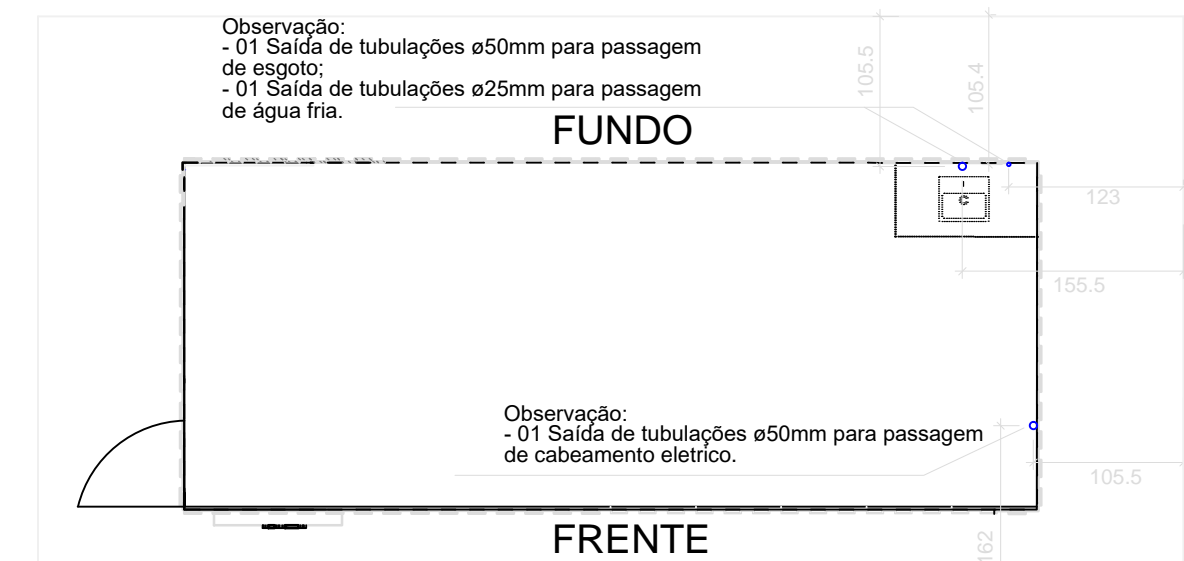 Observação:
- 01 Saída de tubulações ø50mm para passagem
de esgoto;
- 01 Saída de tubulações ø25mm para passagem
de água fria.
105.5
105.4
FUNDO
123
155.5
Observação:
- 01 Saída de tubulações ø50mm para passagem
de cabeamento eletrico.
105.5
FRENTE
162